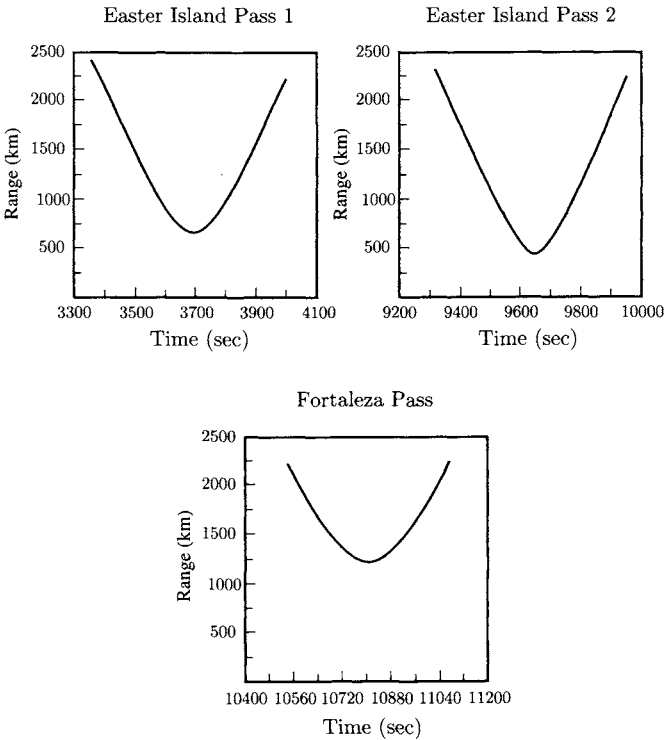 Easter Island Pass 1
2500
2000
1500
1000
500
Range (km)
3300 3500 3700 3900 4100
Time (sec)
Easter Island Pass 2
2500
2000
1500
1000
500
Range (km)
9200 9400 9600 9800 10000
Time (sec)
Fortaleza Pass
2500
2000
1500
1000
500
Range (km)
10400 10560 10720 10880 11040 11200
Time (sec)